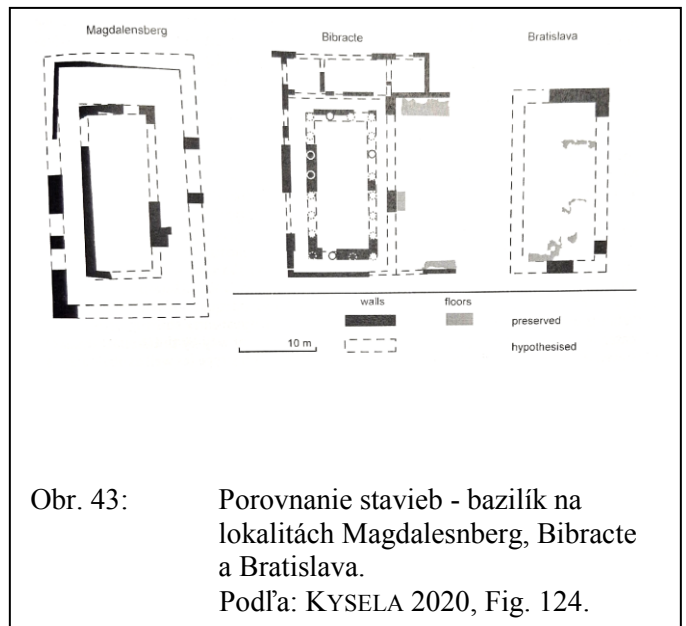 Magdalensberg
Bibracte
Bratislava
walls
floors
preserved
10 m
hypothesised
Obr. 43: Porovnanie stavieb - bazilík na
lokalitách Magdalesnberg, Bibracte
a Bratislava.
Podľa: KYSELA 2020, Fig. 124.